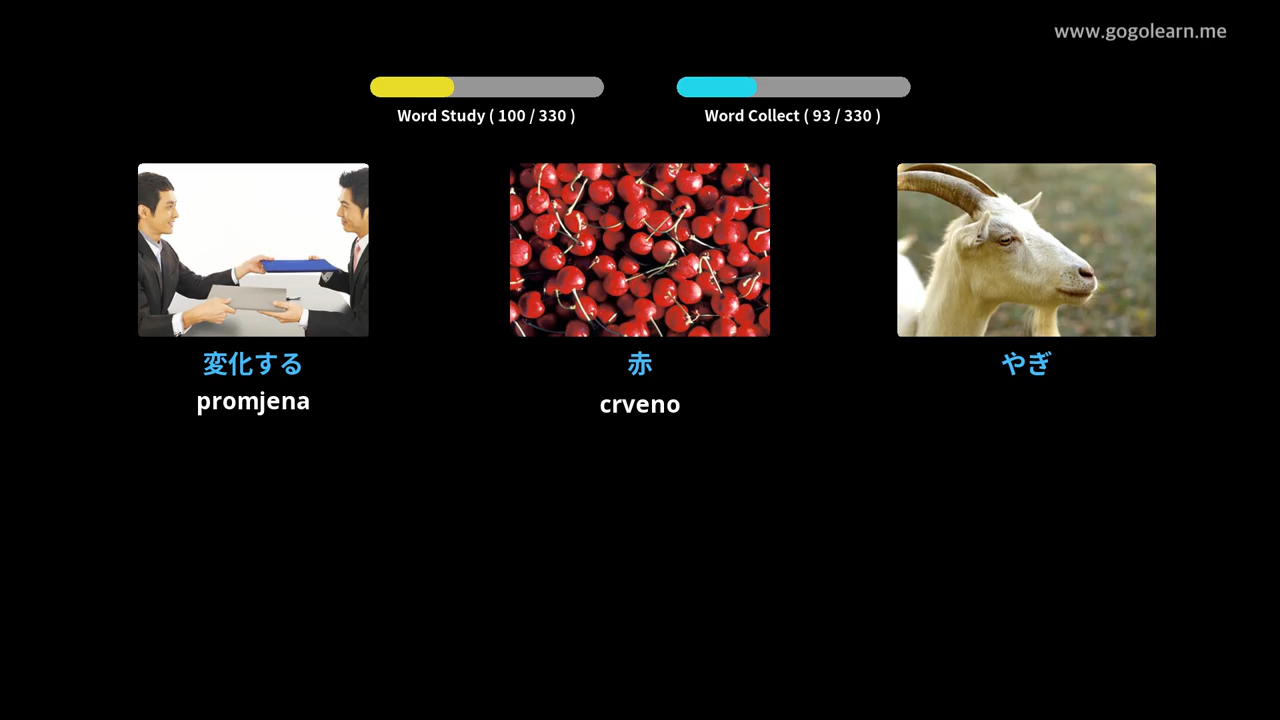 www.gogolearn.me
Word Study ( 100 / 330 )
Word Collect ( 93 / 330 )
変化する
赤
やぎ
promjena
crveno